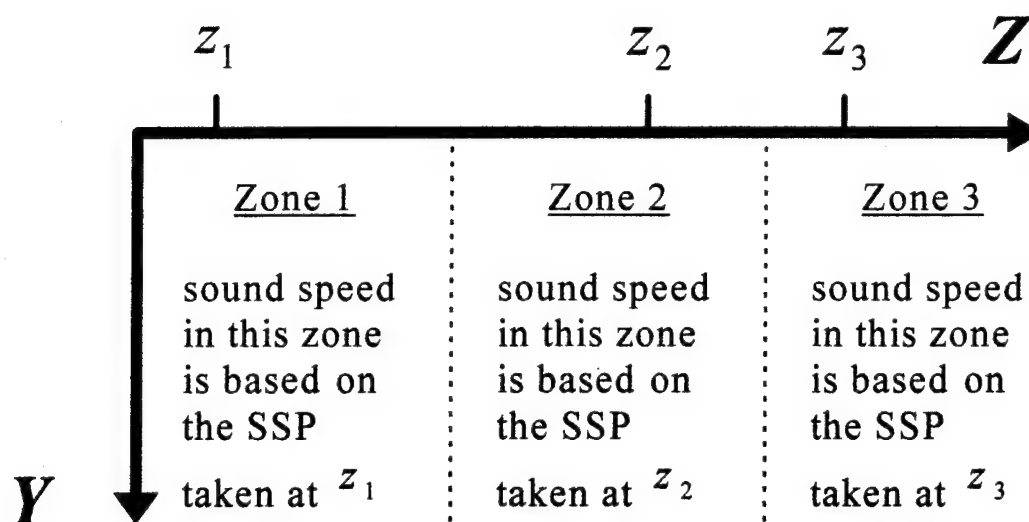 z1 z2 z3 Z
Zone 1 Zone 2 Zone 3
sound speed sound speed sound speed
in this zone in this zone in this zone
is based on is based on is based on
the SSP the SSP the SSP
taken at z1 taken at z2 taken at z3
Y